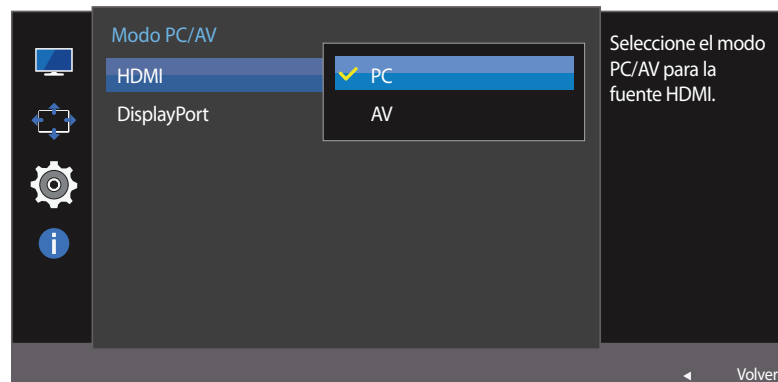 Modo PC/AV
HDMI
PC
DisplayPort
AV
Seleccione el modo
PC/AV para la
fuente HDMI.
Volver